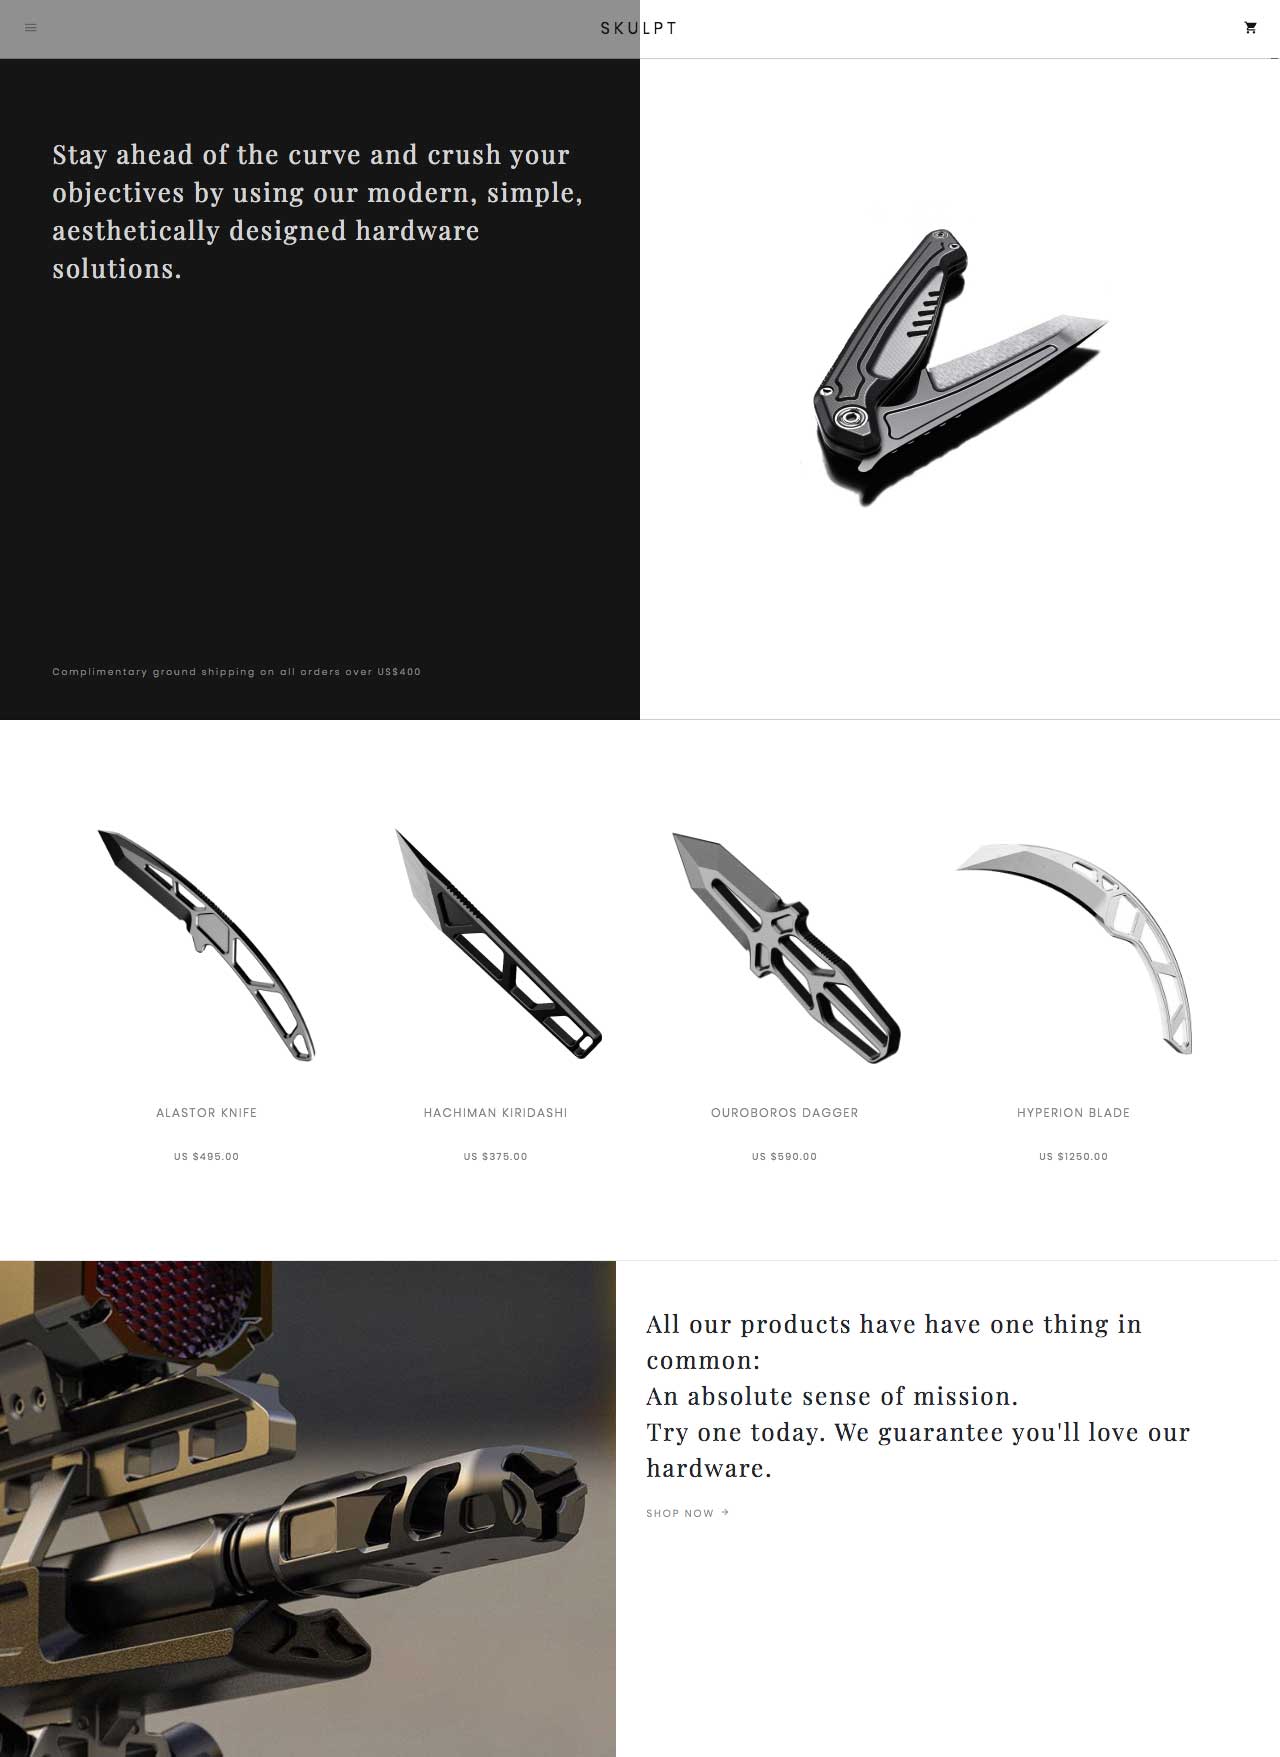 SKULPT
Stay ahead of the curve and crush your
objectives by using our modern, simple,
aesthetically designed hardware
solutions.
Complimentary ground shipping on all orders over US$400
ALASTOR KNIFE
HACHIMAN KIRIDASHI
OUROBOROS DAGGER
HYPERION BLADE
US $495.00
US $375.00
US $590.00
US $1250.00
All our products have have one thing in
common:
An absolute sense of mission.
Try one today. We guarantee you'll love our
hardware.
SHOP NOW →